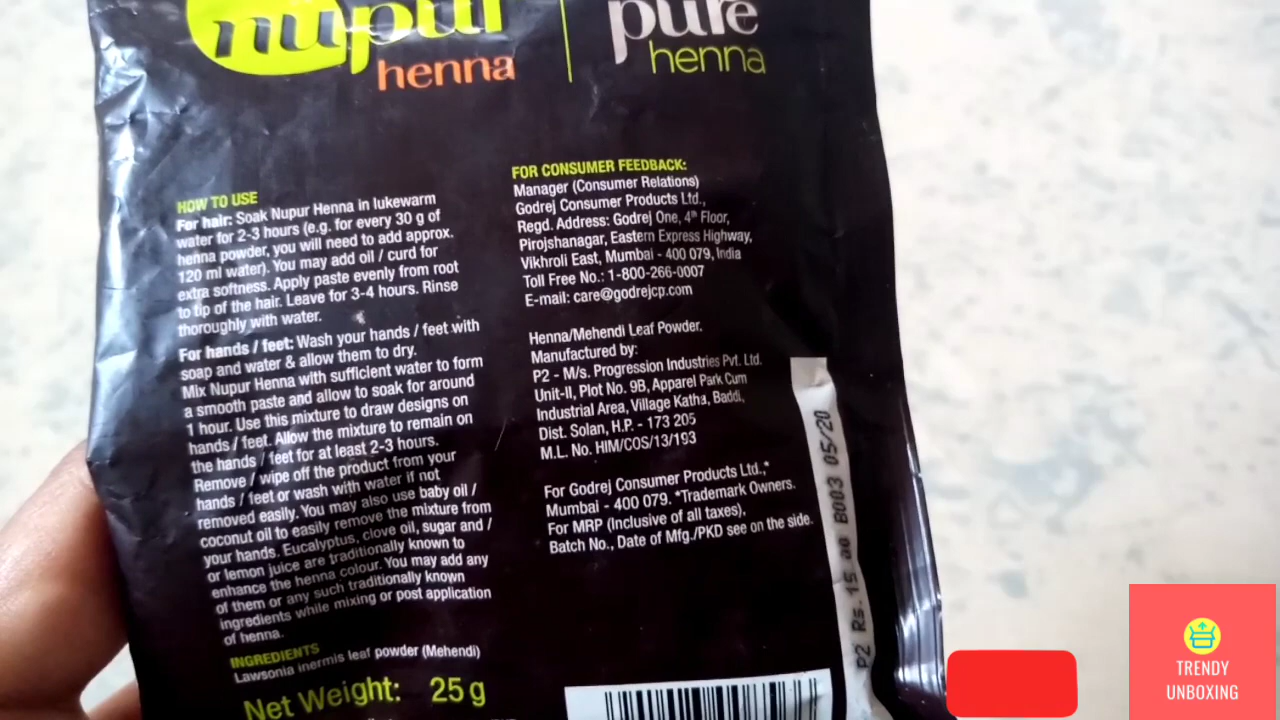 nupur
henna
pure
henna
HOW TO USE
For hair: Soak Nupur Henna in lukewarm
water for 2-3 hours (e.g. for every 30 g of
henna powder, you will need to add approx.
120 ml water). You may add oil / curd for
extra softness. Apply paste evenly from root
to tip of the hair. Leave for 3-4 hours. Rinse
thoroughly with water.
For hands / feet: Wash your hands / feet with
soap and water & allow them to dry.
Mix Nupur Henna with sufficient water to form
a smooth paste and allow to soak for around
1 hour. Use this mixture to draw designs on
hands / feet. Allow the mixture to remain on
the hands / feet for at least 2-3 hours.
Remove / wipe off the product from your
hands / feet or wash with water if not
removed easily. You may also use baby oil /
coconut oil to easily remove the mixture from
your hands. Eucalyptus, clove oil, sugar and /
or lemon juice are traditionally known to
enhance the henna colour. You may add any
of them or any such traditionally known
ingredients while mixing or post application
of henna.
INGREDIENTS
Lawsonia inermis leaf powder (Mehendi)
Net Weight: 25 g
FOR CONSUMER FEEDBACK:
Manager (Consumer Relations)
Godrej Consumer Products Ltd.,
Regd. Address: Godrej One, 4th Floor,
Pirojshanagar, Eastern Express Highway,
Vikhroli East, Mumbai - 400 079, India
Toll Free No.: 1-800-266-0007
E-mail: care@godrejcp.com
Henna/Mehendi Leaf Powder.
Manufactured by:
P2 - M/s. Progression Industries Pvt. Ltd.
Unit-II, Plot No. 9B, Apparel Park Cum
Industrial Area, Village Katha, Baddi,
Dist. Solan, H.P. - 173 205
M.L. No. HIM/COS/13/193
For Godrej Consumer Products Ltd.,*
Mumbai - 400 079. *Trademark Owners.
For MRP (Inclusive of all taxes),
Batch No., Date of Mfg./PKD see on the side.
P2 Rs. 15 B003 05/20
TRENDY
UNBOXING